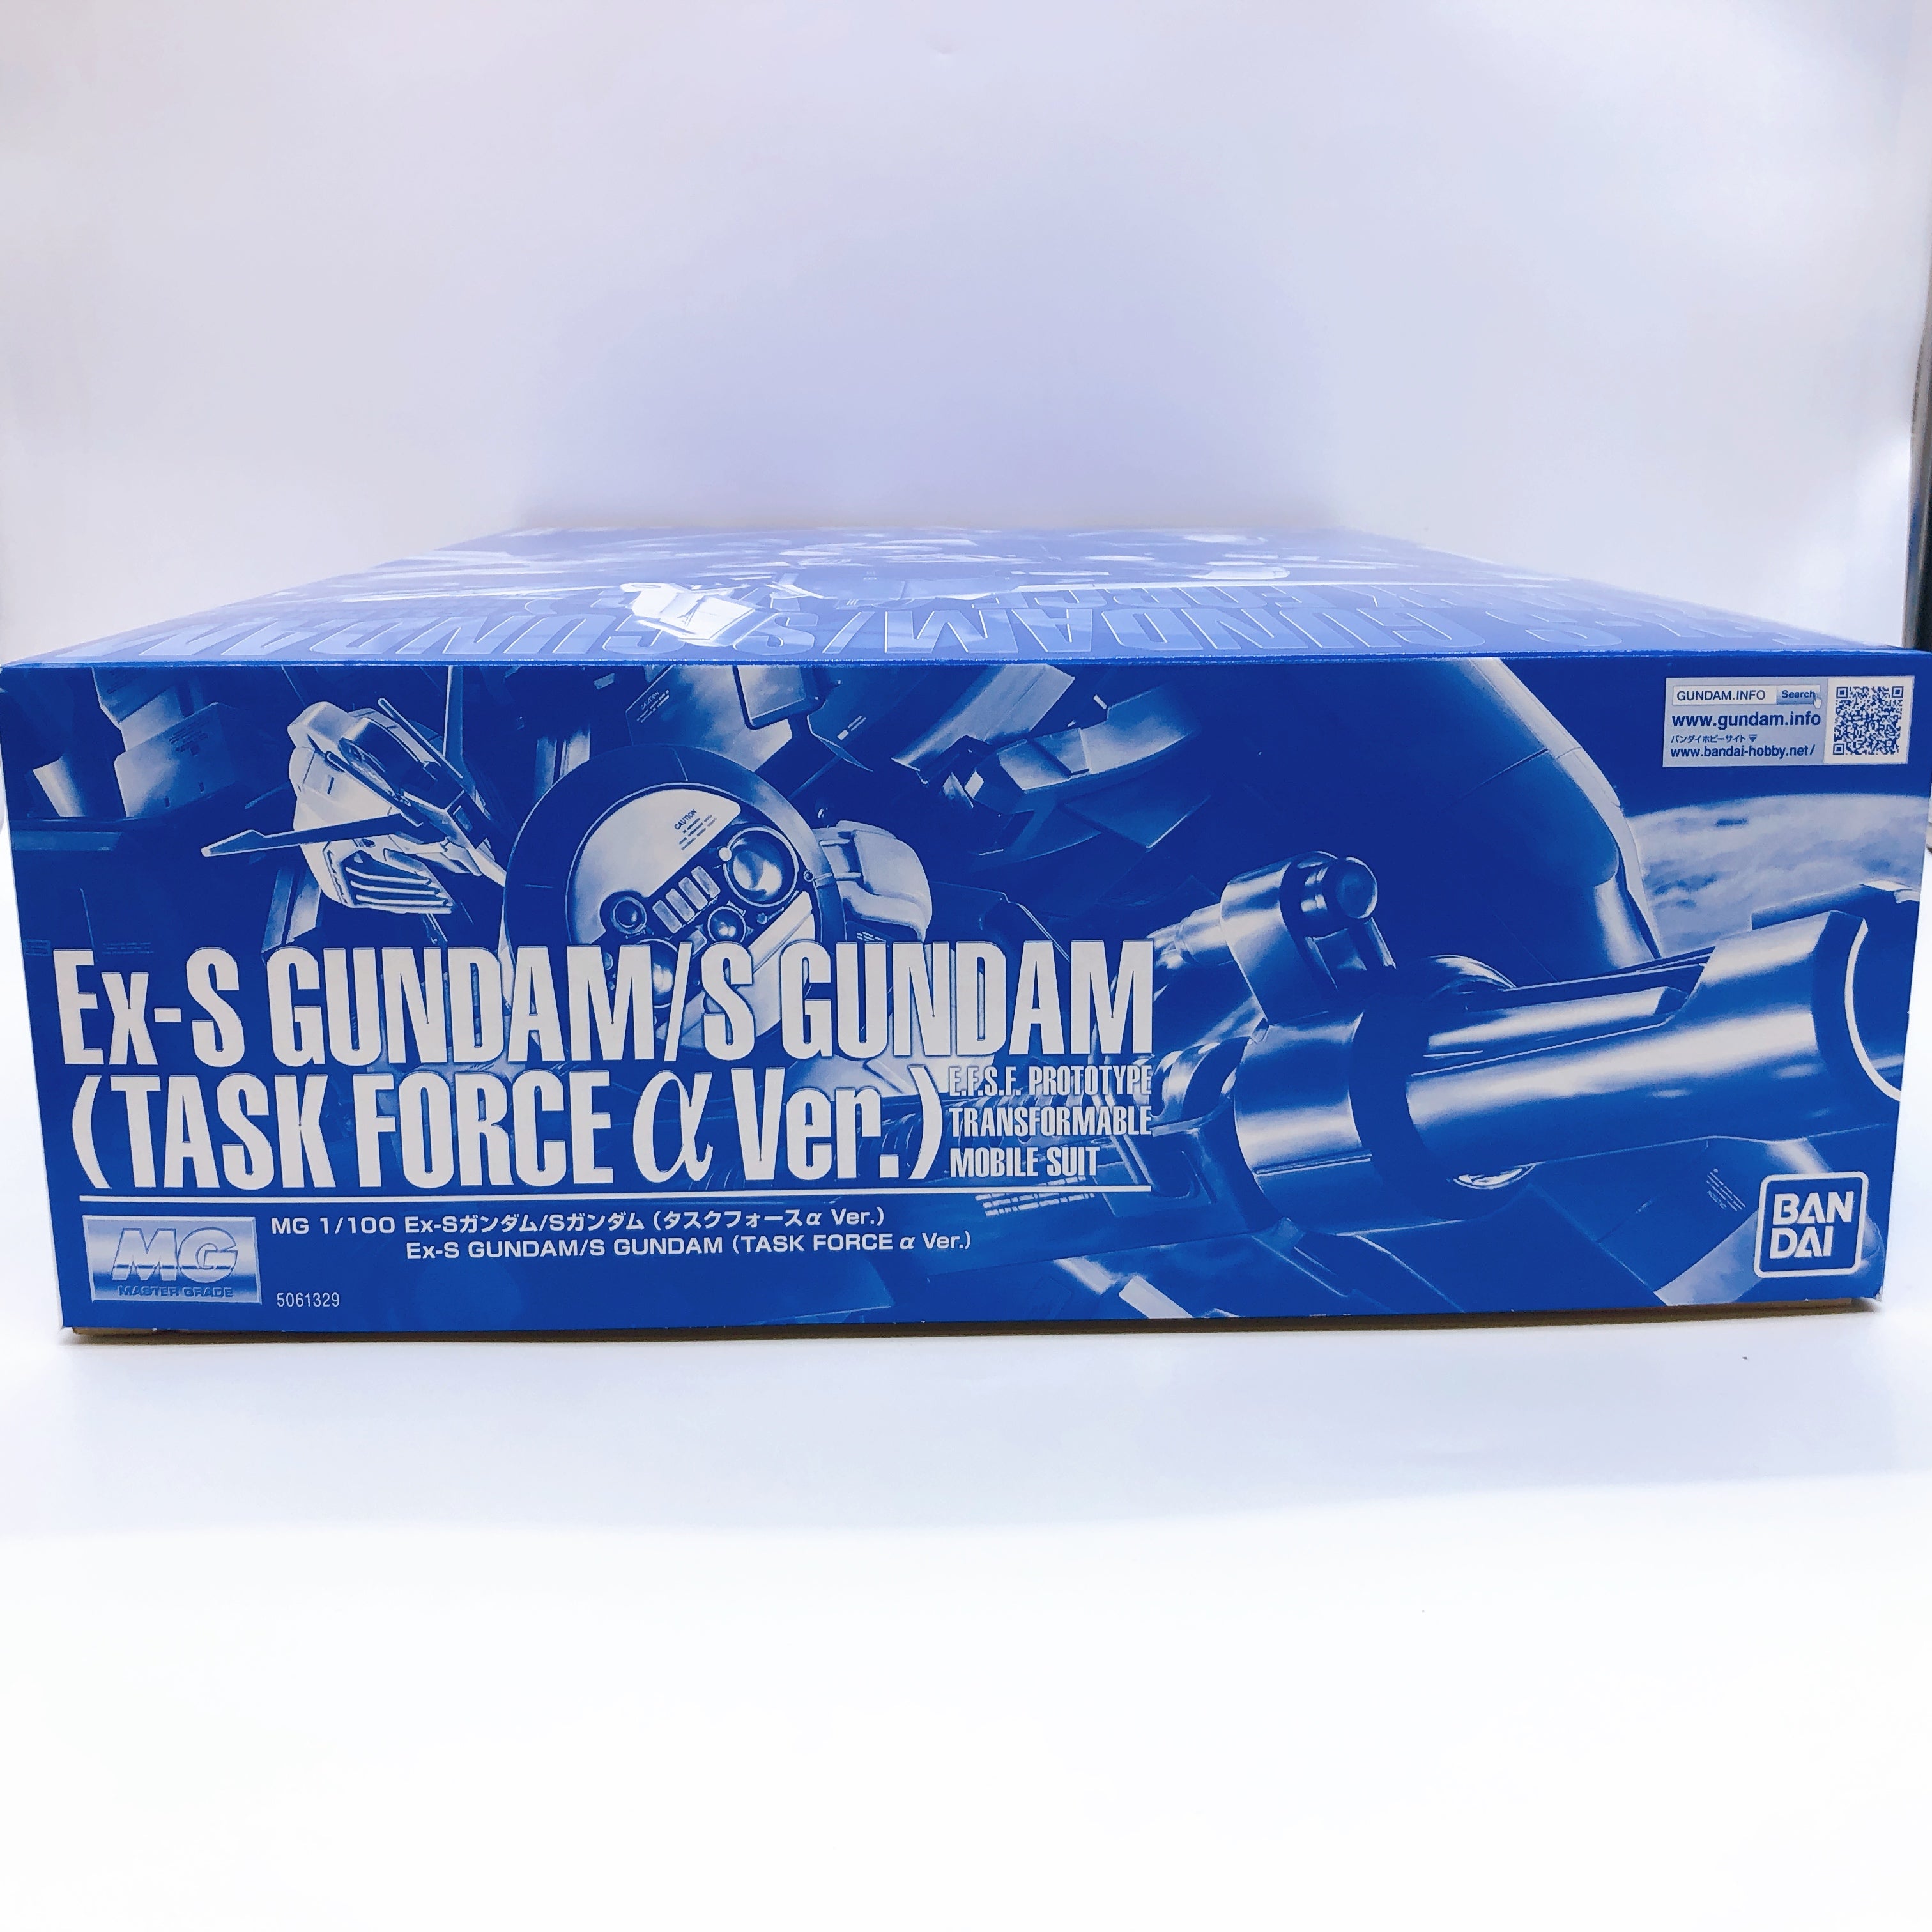 GUNDAM.INFO Search
www.gundam.info
バンダイホビーサイト
www.bandai-hobby.net/
CAUTION
Ex-S GUNDAM/S GUNDAM
(TASK FORCE α Ver.)
E.F.S.F. PROTOTYPE
TRANSFORMABLE
MOBILE SUIT
MG
MASTER GRADE
MG 1/100 Ex-Sガンダム/Sガンダム（タスクフォースα Ver.）
Ex-S GUNDAM/S GUNDAM（TASK FORCE α Ver.）
5061329
BAN
DAI